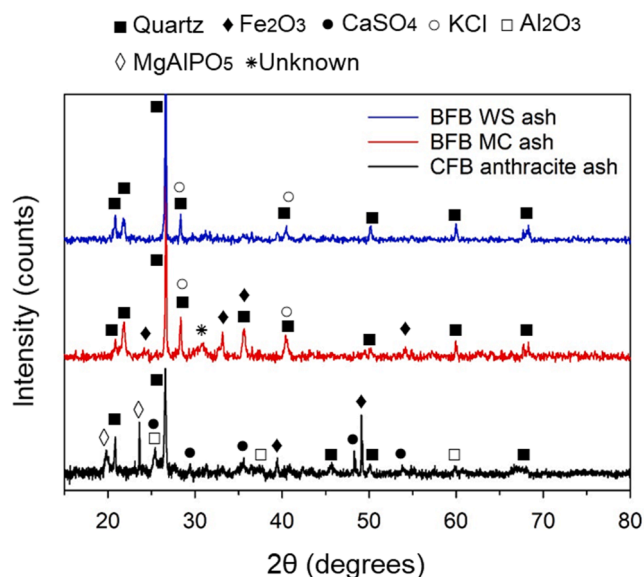 ■ Quartz ◆ Fe₂O₃ ● CaSO₄ ○ KCl □ Al₂O₃
◊ MgAlPO₅ ✳ Unknown
BFB WS ash
BFB MC ash
CFB anthracite ash
Intensity (counts)
20 30 40 50 60 70 80
2θ (degrees)